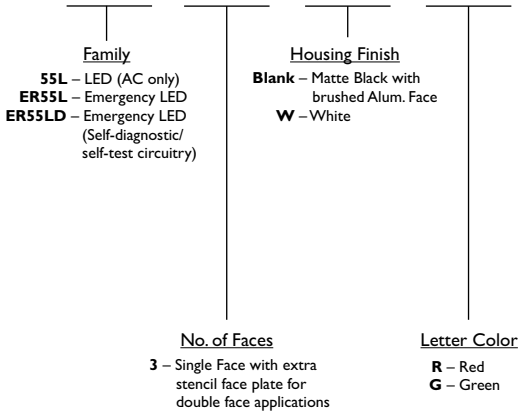 Family
55L – LED (AC only)
ER55L – Emergency LED
ER55LD – Emergency LED
(Self-diagnostic/
self-test circuitry)
Housing Finish
Blank – Matte Black with
brushed Alum. Face
W – White
No. of Faces
3 – Single Face with extra
stencil face plate for
double face applications
Letter Color
R – Red
G – Green